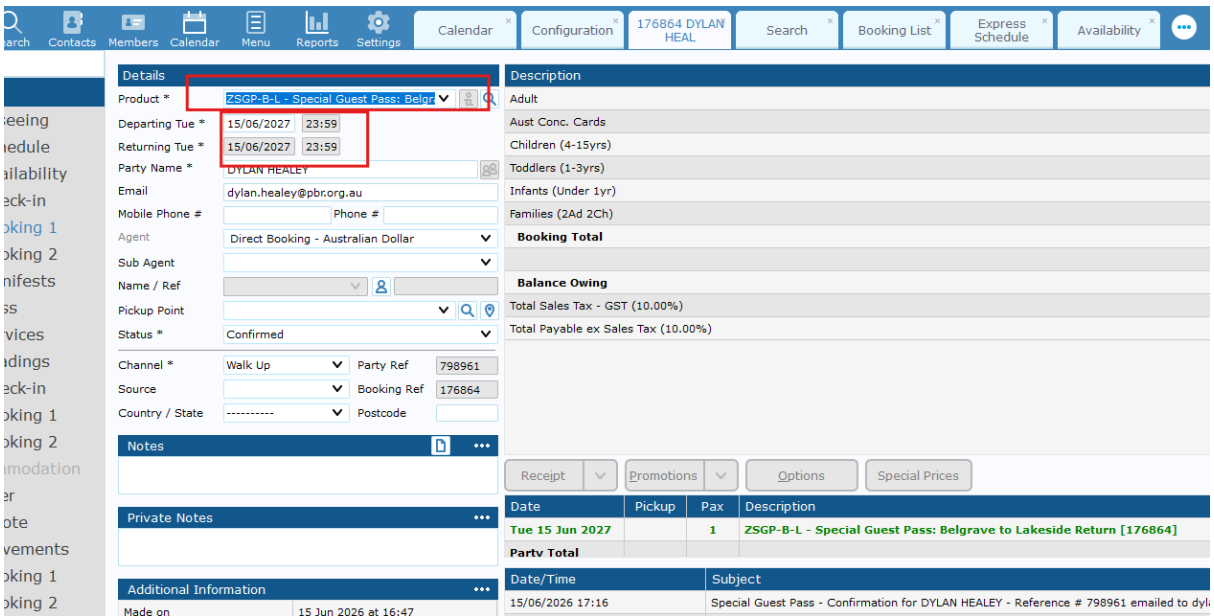 earch Contacts Members Calendar Menu Reports Settings
Calendar × Configuration × 176864 DYLAN HEAL × Search × Booking List × Express Schedule × Availability ×
Details
Product * ZSGP-B-L - Special Guest Pass: Belgr
Departing Tue * 15/06/2027 23:59
Returning Tue * 15/06/2027 23:59
Party Name * DYLAN HEALEY
Email dylan.healey@pbr.org.au
Mobile Phone # Phone #
Agent Direct Booking - Australian Dollar
Sub Agent
Name / Ref
Pickup Point
Status * Confirmed
Channel * Walk Up Party Ref 798961
Source Booking Ref 176864
Country / State ---------- Postcode
Notes •••
Private Notes •••
Additional Information •••
Made on 15 Jun 2026 at 16:47
seeing
hedule
ailability
eck-in
oking 1
oking 2
nifests
ss
vices
adings
eck-in
oking 1
oking 2
mmodation
er
ote
vements
oking 1
oking 2
Description
Adult
Aust Conc. Cards
Children (4-15yrs)
Toddlers (1-3yrs)
Infants (Under 1yr)
Families (2Ad 2Ch)
Booking Total
Balance Owing
Total Sales Tax - GST (10.00%)
Total Payable ex Sales Tax (10.00%)
Receipt Promotions Options Special Prices
Date Pickup Pax Description
Tue 15 Jun 2027 1 ZSGP-B-L - Special Guest Pass: Belgrave to Lakeside Return [176864]
Party Total
Date/Time Subject
15/06/2026 17:16 Special Guest Pass - Confirmation for DYLAN HEALEY - Reference # 798961 emailed to dyla